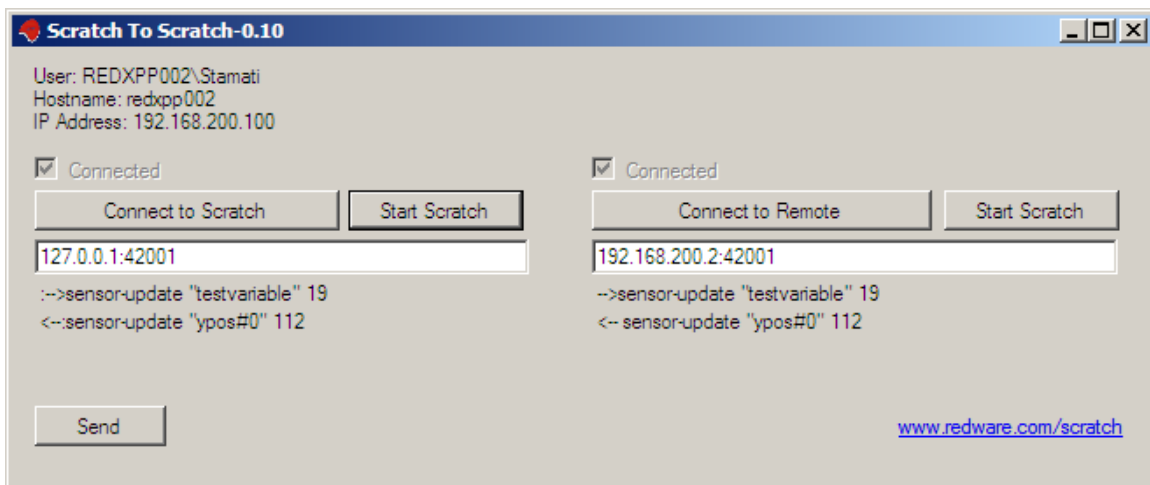 Scratch To Scratch-0.10
User: REDXPP002\Stamati
Hostname: redxpp002
IP Address: 192.168.200.100
Connected
Connected
Connect to Scratch
Start Scratch
Connect to Remote
Start Scratch
127.0.0.1:42001
192.168.200.2:42001
:-->sensor-update "testvariable" 19
-->sensor-update "testvariable" 19
<--:sensor-update "ypos#0" 112
<-- sensor-update "ypos#0" 112
Send
www.redware.com/scratch